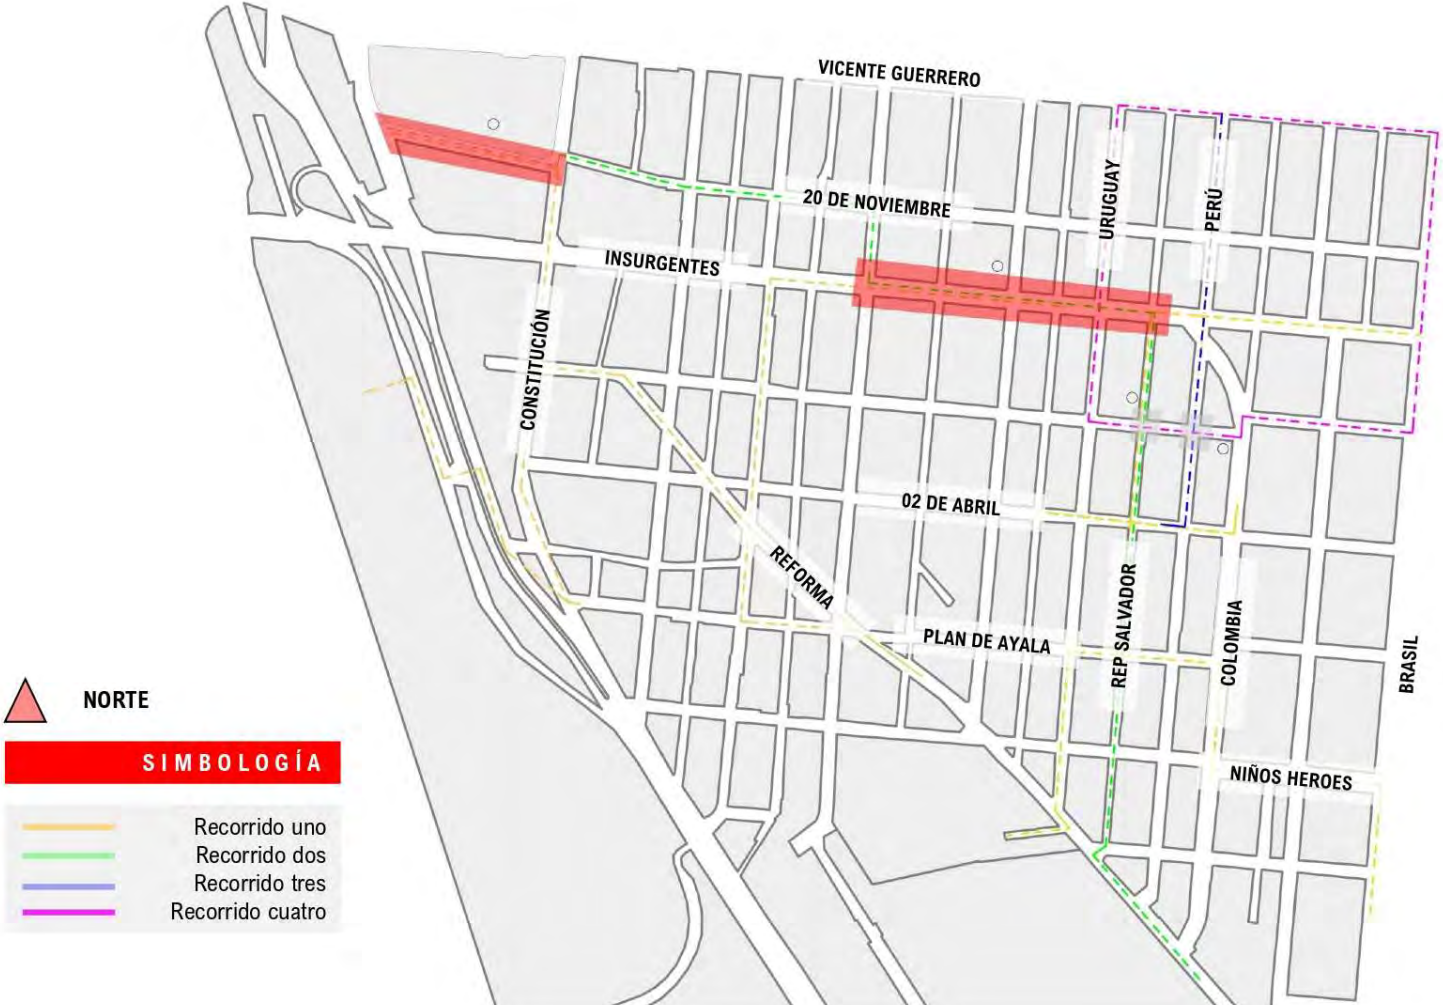 VICENTE GUERRERO
URUGUAY
PERÚ
20 DE NOVIEMBRE
INSURGENTES
CONSTITUCIÓN
02 DE ABRIL
REFORMA
PLAN DE AYALA
REP SALVADOR
COLOMBIA
BRASIL
NIÑOS HEROES
NORTE
SIMBOLOGÍA
Recorrido uno
Recorrido dos
Recorrido tres
Recorrido cuatro